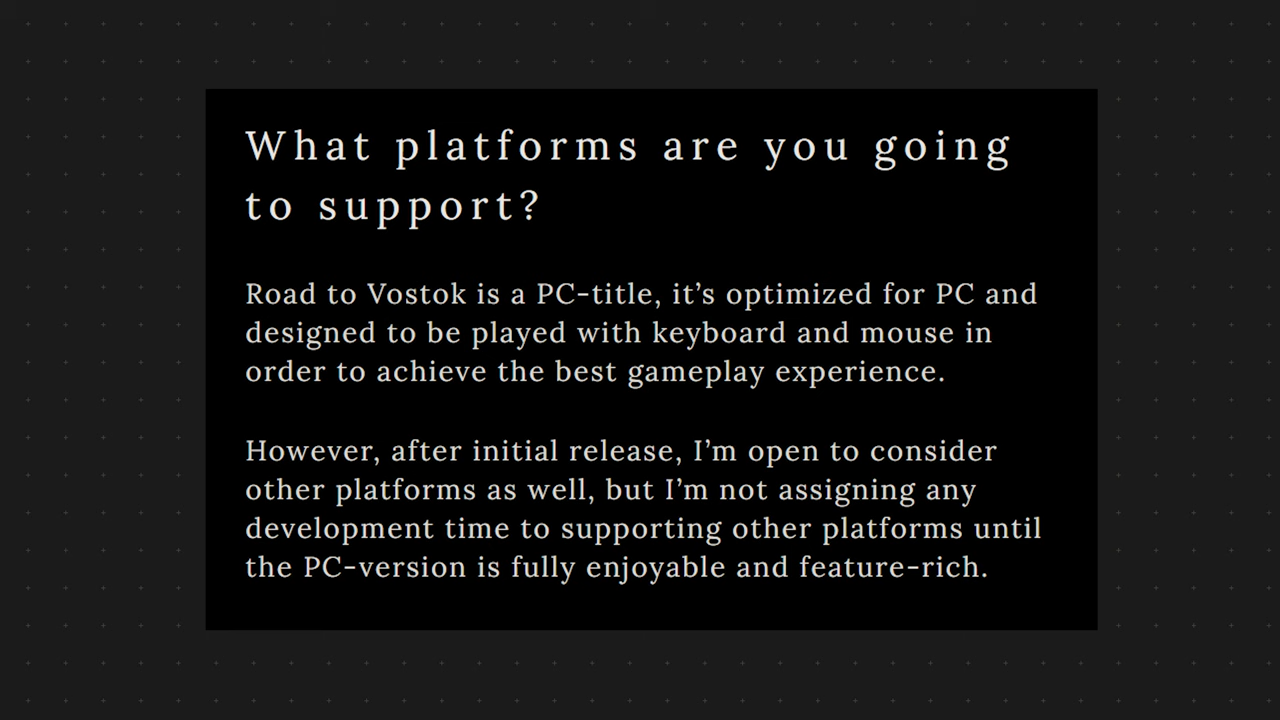 What platforms are you going
to support?
Road to Vostok is a PC-title, it’s optimized for PC and
designed to be played with keyboard and mouse in
order to achieve the best gameplay experience.
However, after initial release, I’m open to consider
other platforms as well, but I’m not assigning any
development time to supporting other platforms until
the PC-version is fully enjoyable and feature-rich.